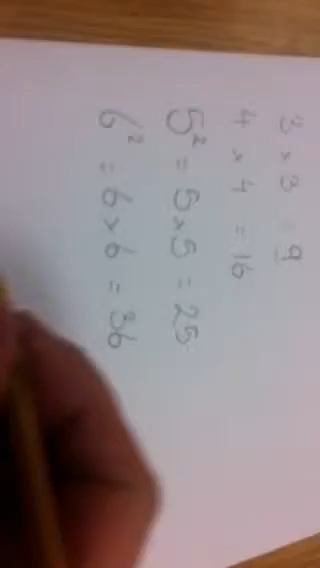 3 × 3 = 9
4 × 4 = 16
5² = 5 × 5 = 25
6² = 6 × 6 = 36